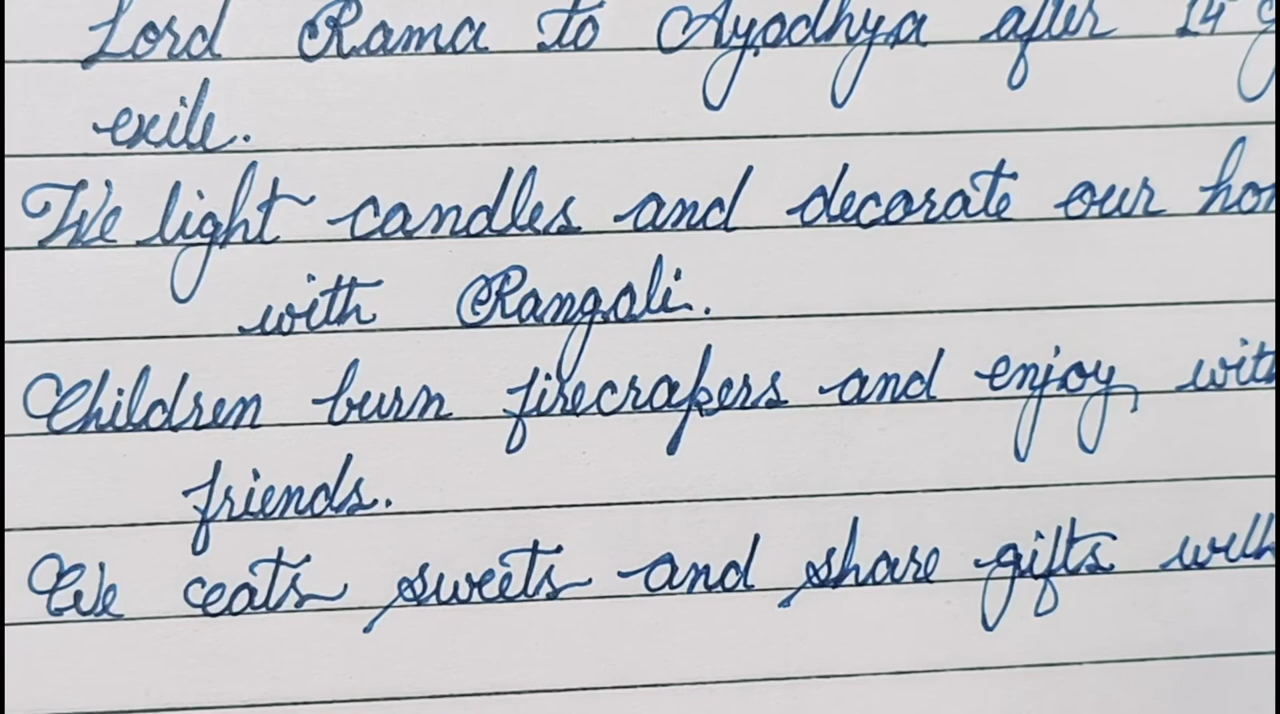 Lord Rama to Ayodhya after 14
exile.
We light candles and decorate our
with Rangoli.
Children burn firecrapers and enjoy
friends.
We eats sweets and share gifts